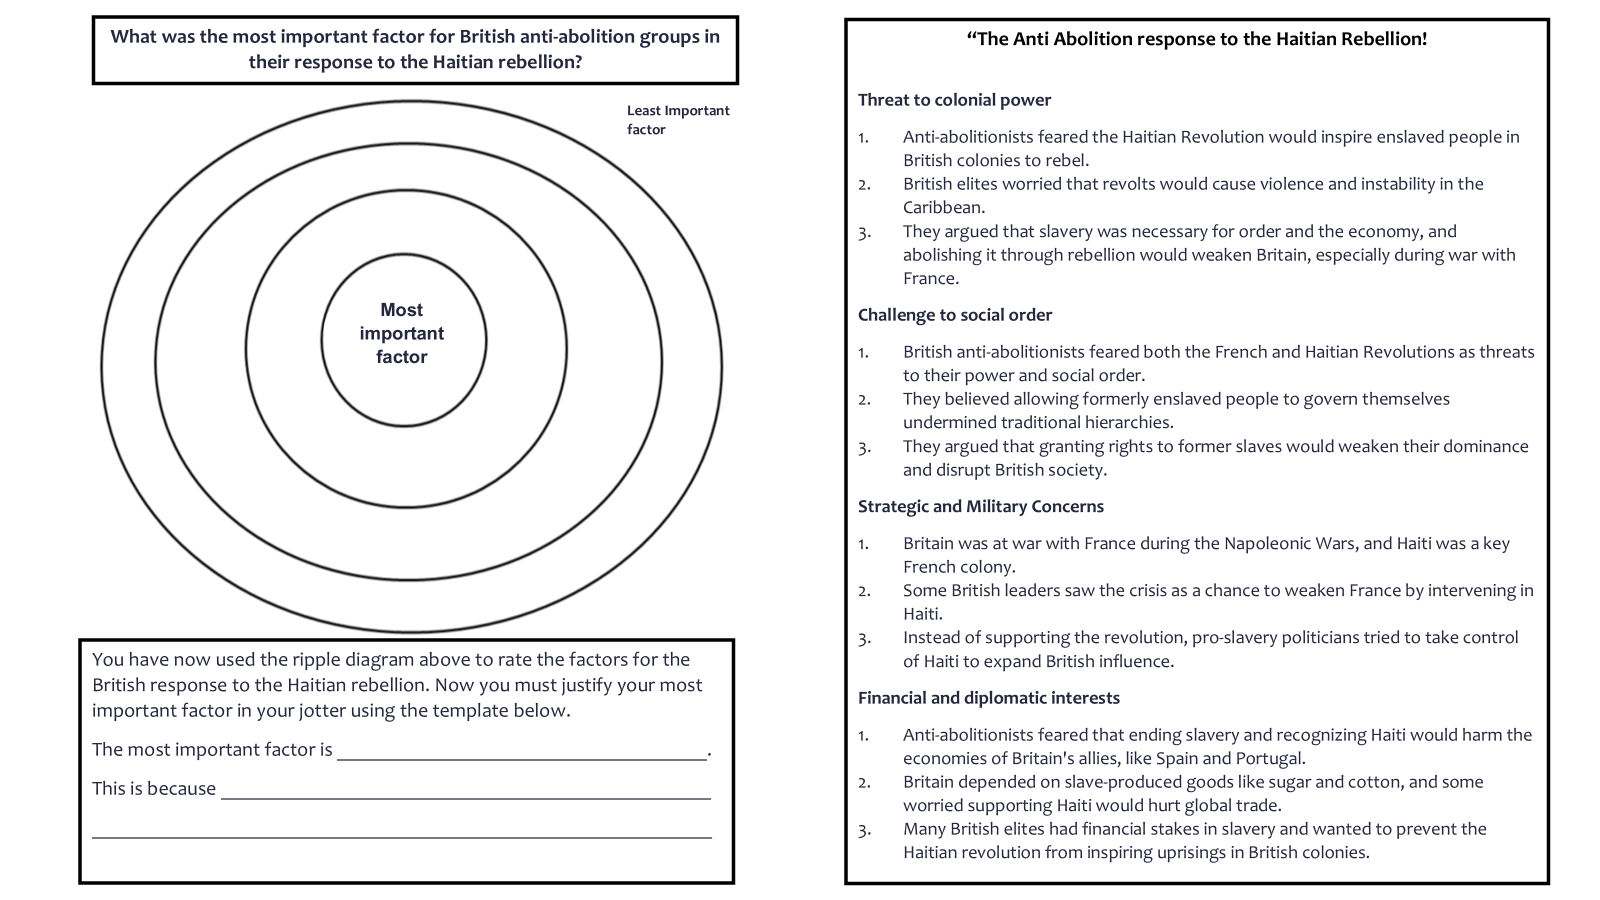 What was the most important factor for British anti-abolition groups in
their response to the Haitian rebellion?
Least Important
factor
Most
important
factor
You have now used the ripple diagram above to rate the factors for the
British response to the Haitian rebellion. Now you must justify your most
important factor in your jotter using the template below.
The most important factor is ___________________________________.
This is because ______________________________________________
__________________________________________________________
“The Anti Abolition response to the Haitian Rebellion!
Threat to colonial power
1. Anti-abolitionists feared the Haitian Revolution would inspire enslaved people in
British colonies to rebel.
2. British elites worried that revolts would cause violence and instability in the
Caribbean.
3. They argued that slavery was necessary for order and the economy, and
abolishing it through rebellion would weaken Britain, especially during war with
France.
Challenge to social order
1. British anti-abolitionists feared both the French and Haitian Revolutions as threats
to their power and social order.
2. They believed allowing formerly enslaved people to govern themselves
undermined traditional hierarchies.
3. They argued that granting rights to former slaves would weaken their dominance
and disrupt British society.
Strategic and Military Concerns
1. Britain was at war with France during the Napoleonic Wars, and Haiti was a key
French colony.
2. Some British leaders saw the crisis as a chance to weaken France by intervening in
Haiti.
3. Instead of supporting the revolution, pro-slavery politicians tried to take control
of Haiti to expand British influence.
Financial and diplomatic interests
1. Anti-abolitionists feared that ending slavery and recognizing Haiti would harm the
economies of Britain's allies, like Spain and Portugal.
2. Britain depended on slave-produced goods like sugar and cotton, and some
worried supporting Haiti would hurt global trade.
3. Many British elites had financial stakes in slavery and wanted to prevent the
Haitian revolution from inspiring uprisings in British colonies.